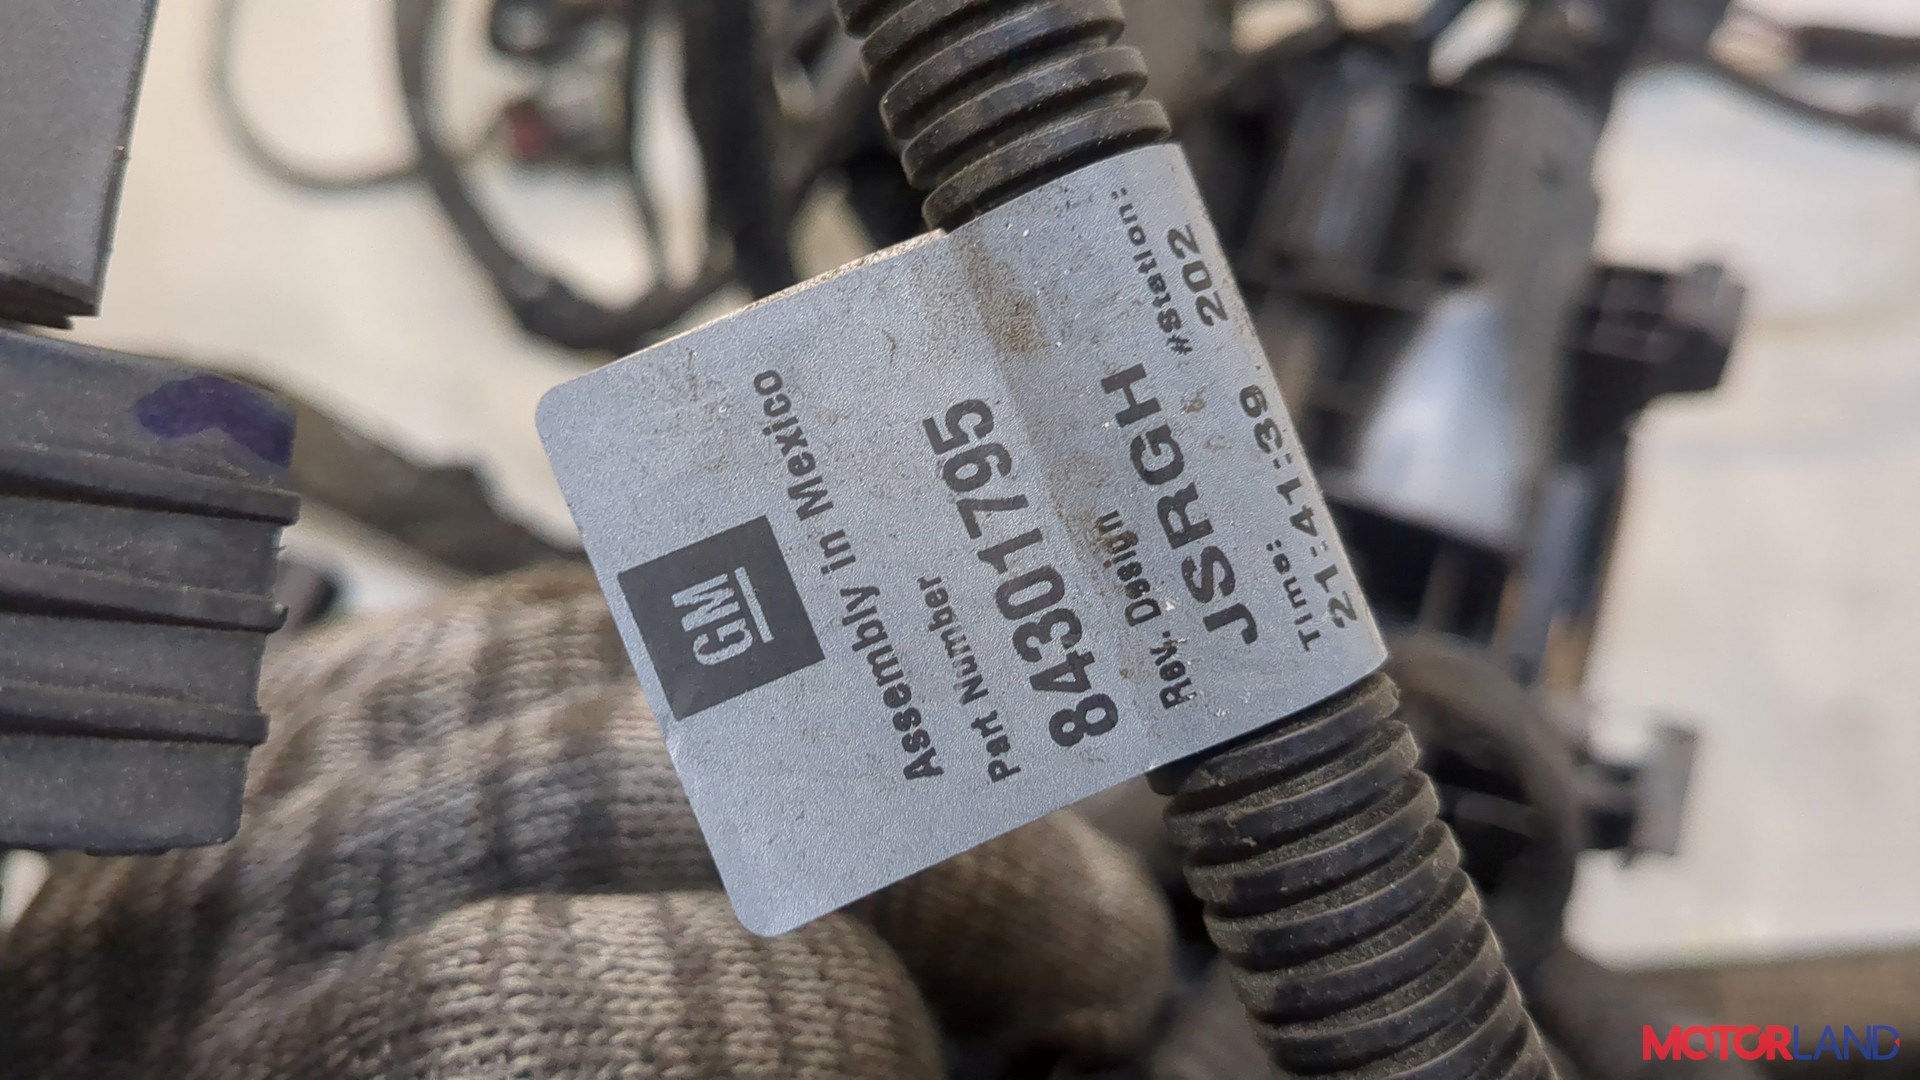 GM
Assembly in Mexico
Part Number
84301795
Rev. Design
JSRGH
Time: #Station:
21:41:39 202
MOTORLAND